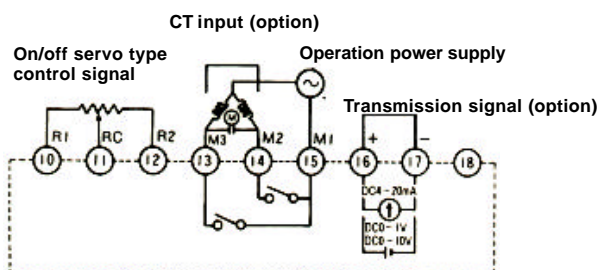 CT input (option)
On/off servo type
control signal
Operation power supply
Transmission signal (option)
M
R1 RC R2 M3 M2 M1 + −
10 11 12 13 14 15 16 17 18
DC4-20mA
DC0-1V
DC0-10V